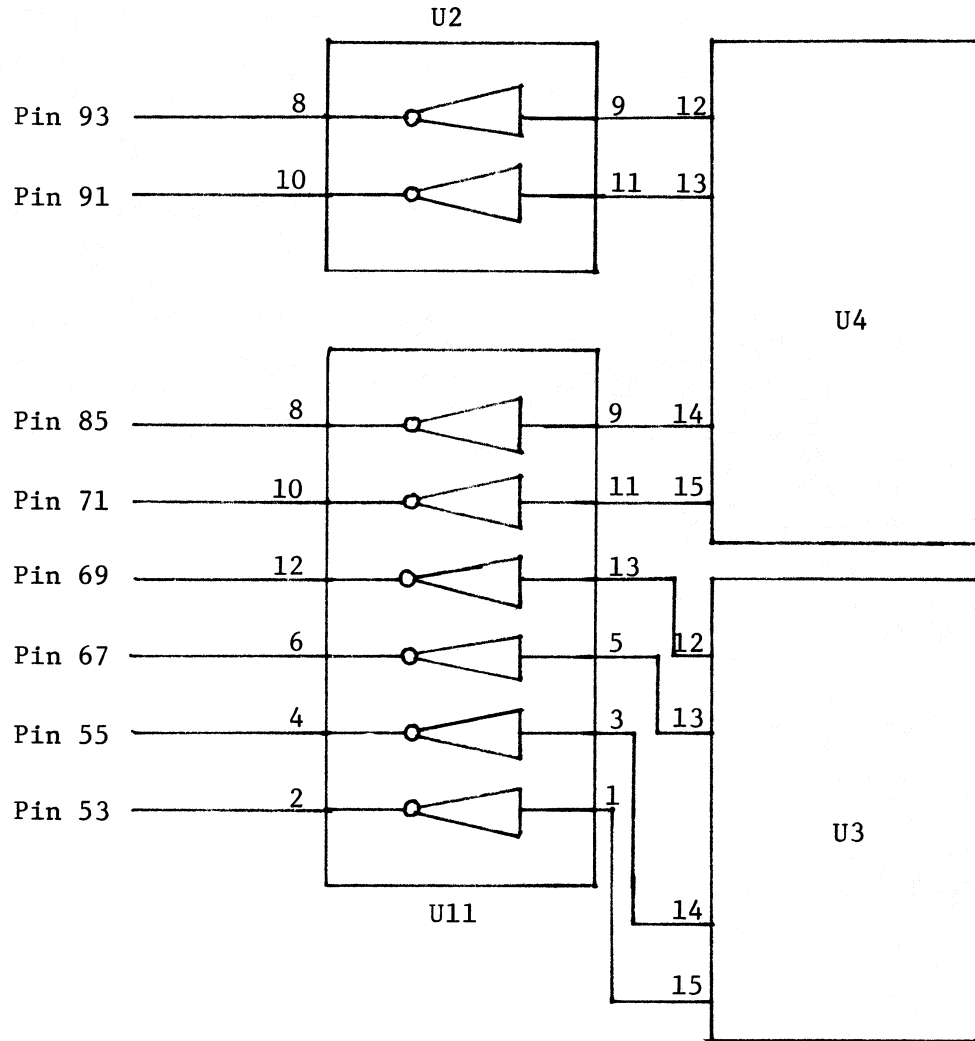 U2
Pin 93 8 9 12
Pin 91 10 11 13
U4
Pin 85 8 9 14
Pin 71 10 11 15
Pin 69 12 13
Pin 67 6 5 12
Pin 55 4 3 13
Pin 53 2 1
U3
U11
14
15